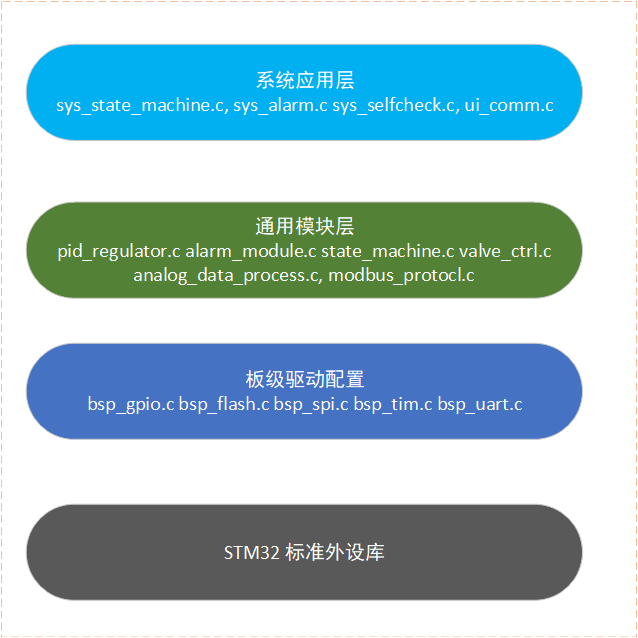 系统应用层
sys_state_machine.c, sys_alarm.c sys_selfcheck.c, ui_comm.c
通用模块层
pid_regulator.c alarm_module.c state_machine.c valve_ctrl.c
analog_data_process.c, modbus_protocl.c
板级驱动配置
bsp_gpio.c bsp_flash.c bsp_spi.c bsp_tim.c bsp_uart.c
STM32 标准外设库